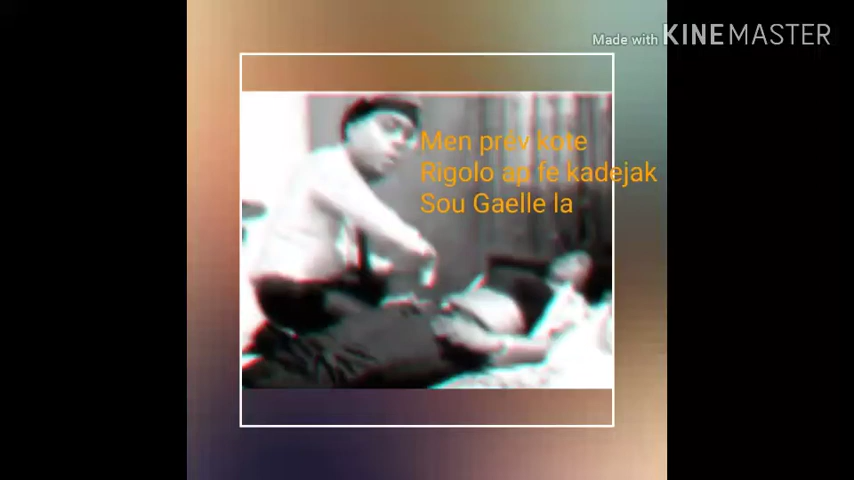 Made with KINEMASTER
Men prév kote
Rigolo ap fe kadejak
Sou Gaelle la